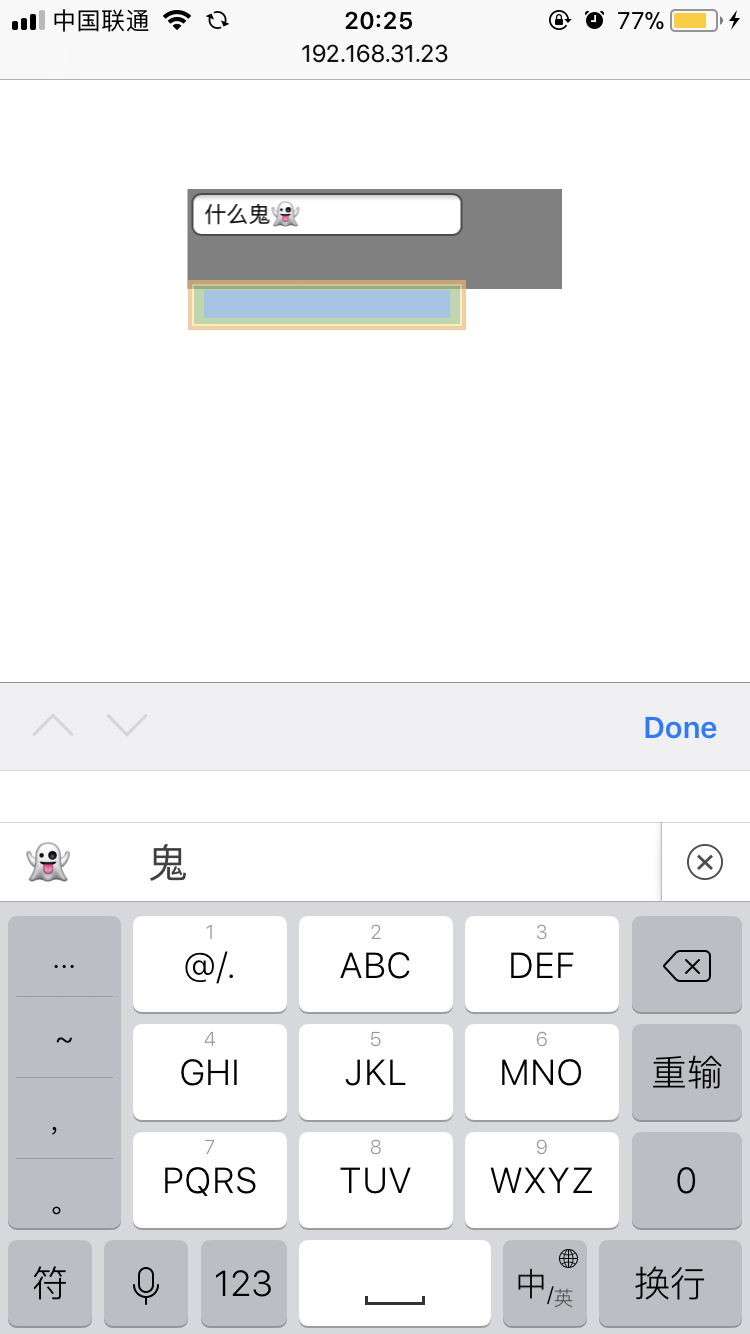 中国联通 20:25 77%
192.168.31.23
什么鬼👻
Done
👻 鬼
… 1 @/. 2 ABC 3 DEF
~ 4 GHI 5 JKL 6 MNO 重输
， 7 PQRS 8 TUV 9 WXYZ 0
。
符 123 中/英 换行